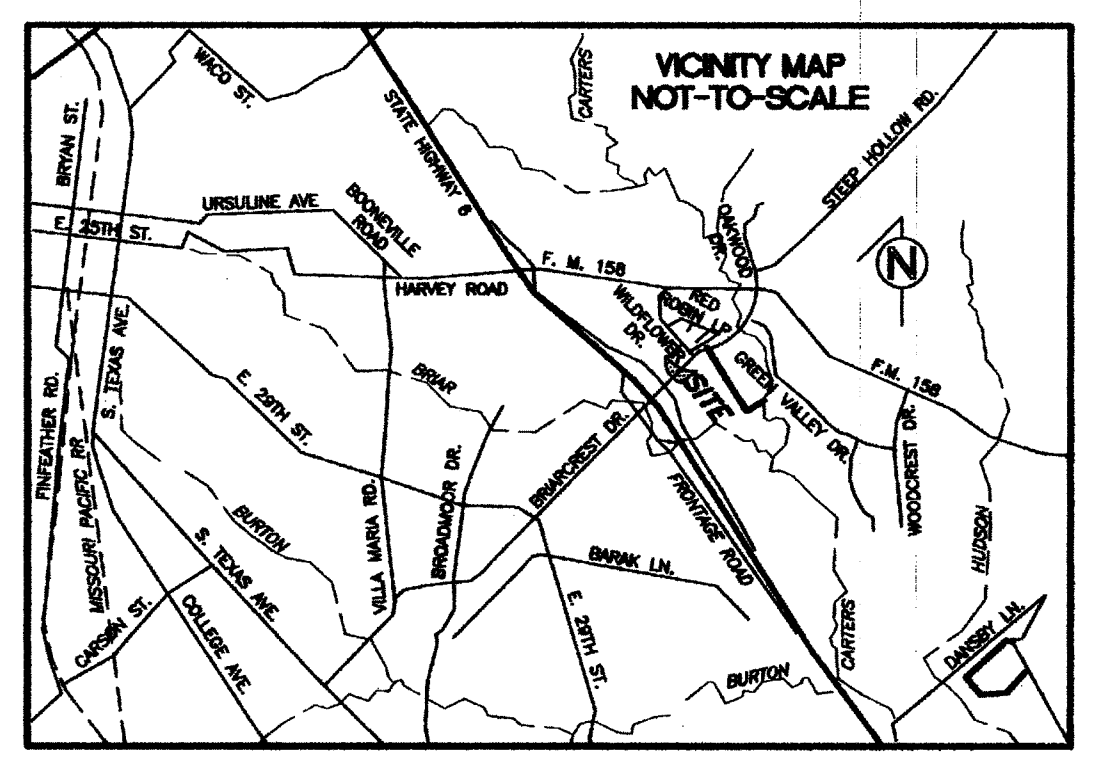 VICINITY MAP
NOT-TO-SCALE
WACO ST.
CARTERS
STATE HIGHWAY 6
BRYAN ST.
STEEP HOLLOW RD.
URSULINE AVE
BOONEVILLE
ROAD
OAKWOOD
DR.
E. 25TH ST.
N
F. M. 158
HARVEY ROAD
RED
ROBIN LP
WILDFLOWER
DR.
S. TEXAS AVE.
BRIAR
E. 29TH ST.
SITE
GREEN VALLEY DR.
F.M. 158
FINFEATHER RD.
MISSOURI PACIFIC RR
BRIARCREST DR.
WOODCREST DR.
BROADMOOR DR.
VILLA MARIA RD.
FRONTAGE ROAD
BURTON
HUDSON
S. TEXAS AVE.
BARAK LN.
E. 29TH ST.
CARSON ST.
COLLEGE AVE.
CARTERS
DANSBY LN.
BURTON